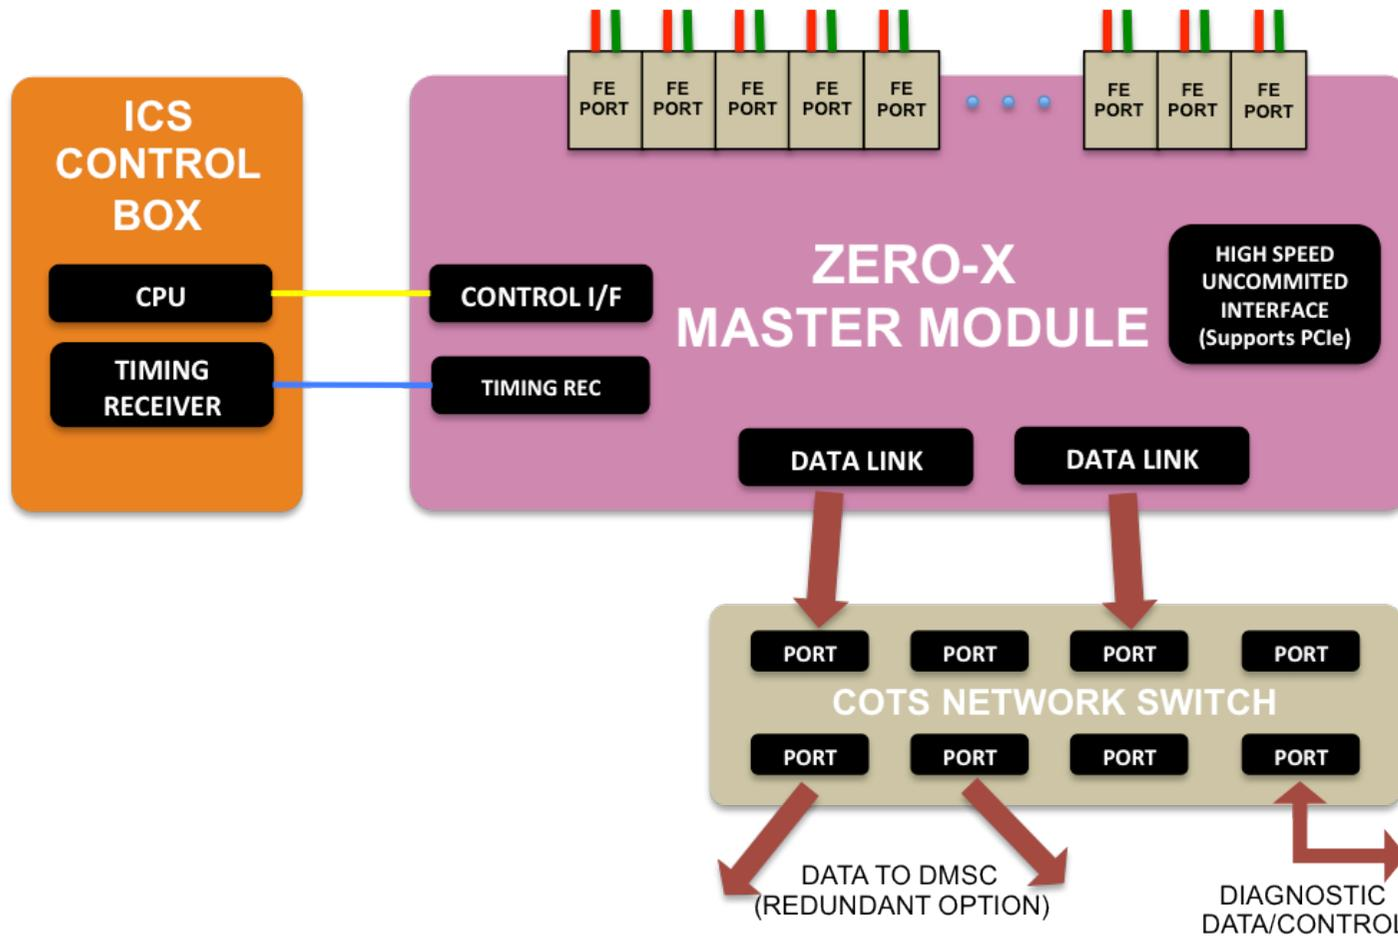 FE
PORT
FE
PORT
FE
PORT
FE
PORT
FE
PORT
FE
PORT
FE
PORT
FE
PORT
ICS
CONTROL
BOX
CPU
TIMING
RECEIVER
CONTROL I/F
TIMING REC
ZERO-X
MASTER MODULE
HIGH SPEED
UNCOMMITED
INTERFACE
(Supports PCIe)
DATA LINK
DATA LINK
PORT
PORT
PORT
PORT
COTS NETWORK SWITCH
PORT
PORT
PORT
PORT
DATA TO DMSC
(REDUNDANT OPTION)
DIAGNOSTIC
DATA/CONTROL